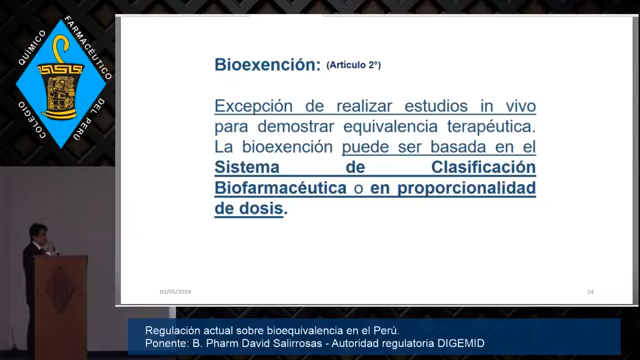 QUÍMICO FARMACÉUTICO
COLEGIO DEL PERÚ
Bioexención: (Articulo 2°)
Excepción de realizar estudios in vivo
para demostrar equivalencia terapéutica.
La bioexención puede ser basada en el
Sistema de Clasificación
Biofarmacéutica o en proporcionalidad
de dosis.
03/05/2019
24
Regulación actual sobre bioequivalencia en el Perú.
Ponente: B. Pharm David Salirrosas - Autoridad regulatoria DIGEMID